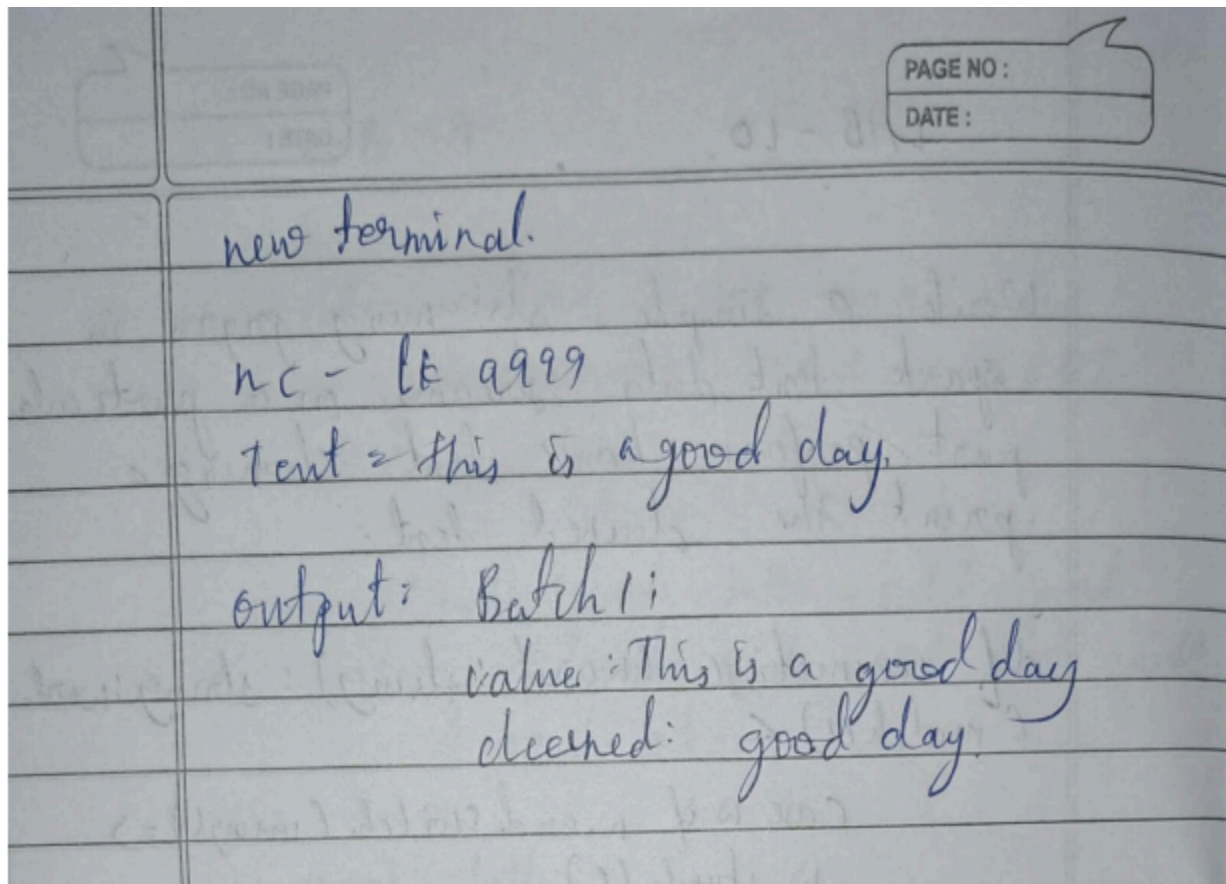 PAGE NO :
DATE :
new terminal.
nc - lk 9999
Text = this is a good day.
output: Batch 1:
value: This is a good day
cleaned: good day.